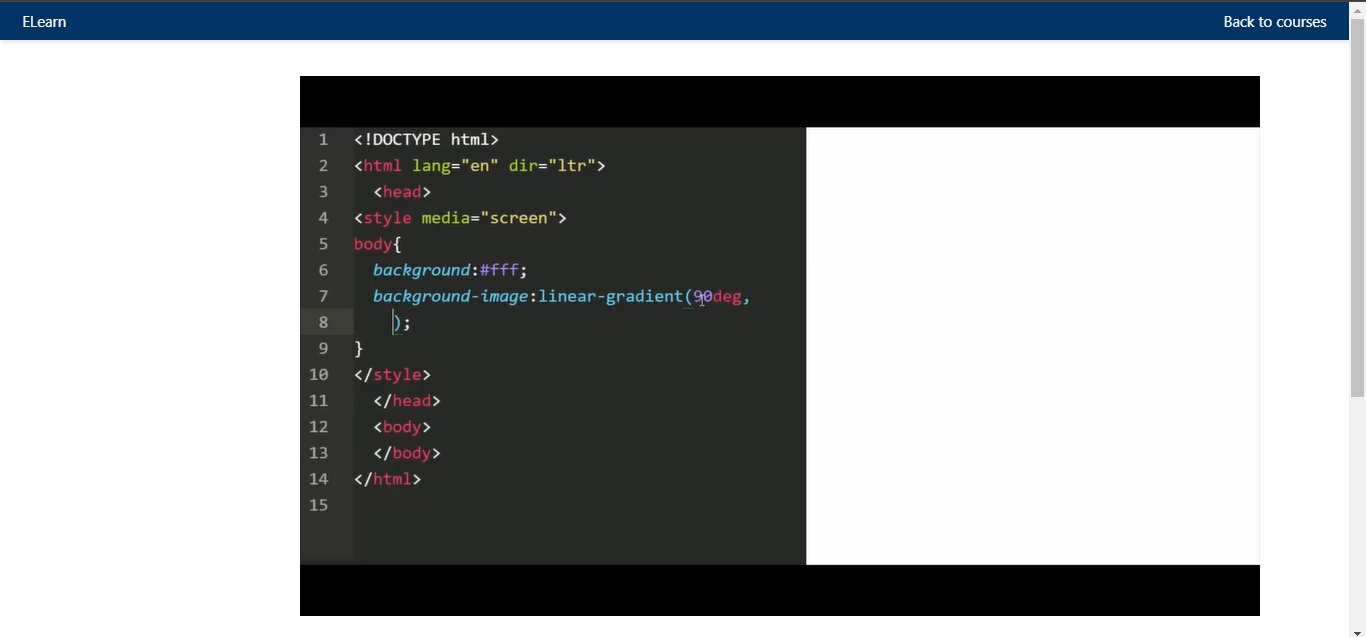 ELearn
Back to courses
1 <!DOCTYPE html>
2 <html lang="en" dir="ltr">
3 <head>
4 <style media="screen">
5 body{
6 background:#fff;
7 background-image:linear-gradient(90deg,
8 );
9 }
10 </style>
11 </head>
12 <body>
13 </body>
14 </html>
15